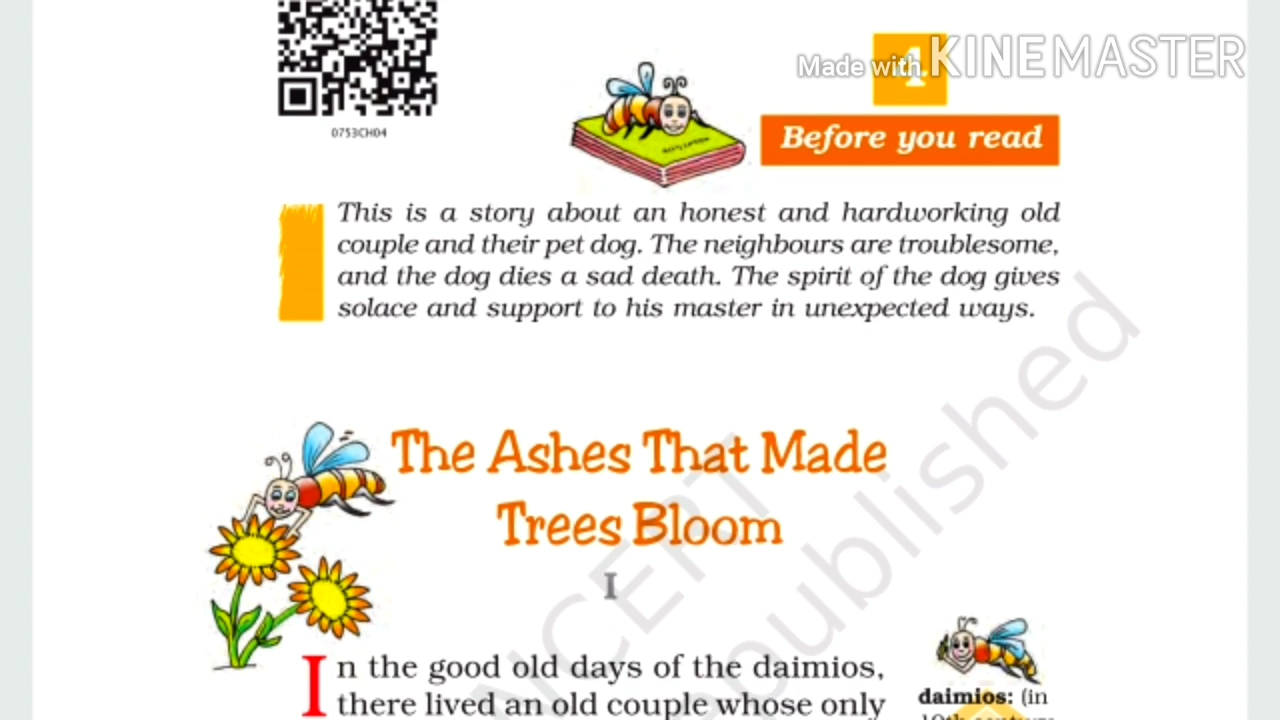 Made with KINEMASTER
4
0753CH04
Before you read
This is a story about an honest and hardworking old
couple and their pet dog. The neighbours are troublesome,
and the dog dies a sad death. The spirit of the dog gives
solace and support to his master in unexpected ways.
The Ashes That Made
Trees Bloom
I
In the good old days of the daimios,
there lived an old couple whose only
daimios: (in
NCERT
published